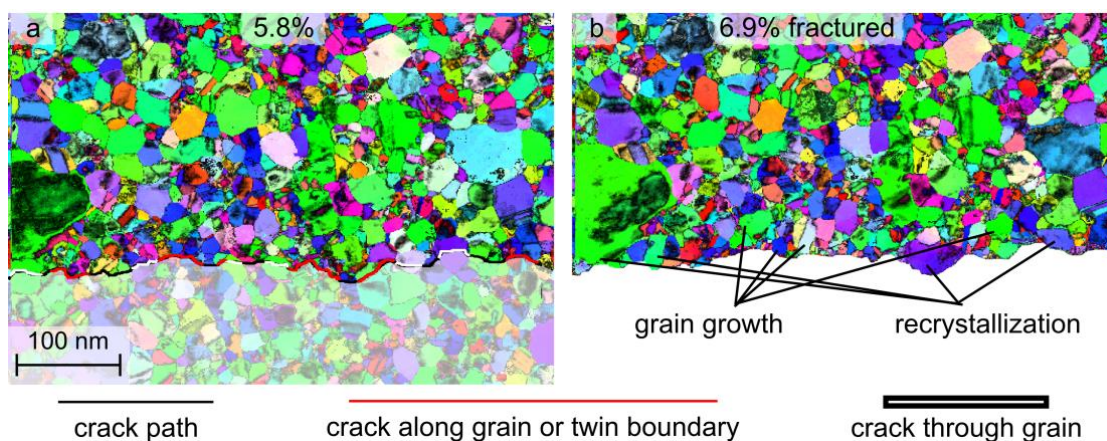 a
5.8%
b
6.9% fractured
100 nm
grain growth
recrystallization
crack path
crack along grain or twin boundary
crack through grain